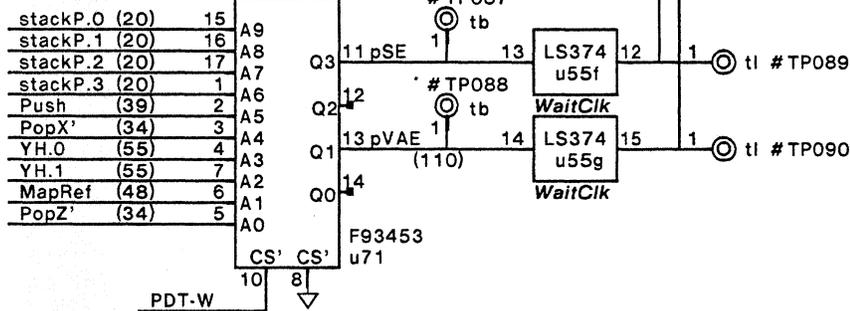 stackP.0 (20) 15 A9
stackP.1 (20) 16 A8
stackP.2 (20) 17 A7
stackP.3 (20) 1 A6
Push (39) 2 A5
PopX' (34) 3 A4
YH.0 (55) 4 A3
YH.1 (55) 7 A2
MapRef (48) 6 A1
PopZ' (34) 5 A0
tb
1
Q3 11 pSE 13 LS374 12 1 tl #TP089
u55f
WaitClk
Q2 12
#TP088
tb
1
Q1 13 pVAE 14 LS374 15 1 tl #TP090
(110) u55g
WaitClk
Q0 14
F93453
CS' CS' u71
10 8
PDT-W